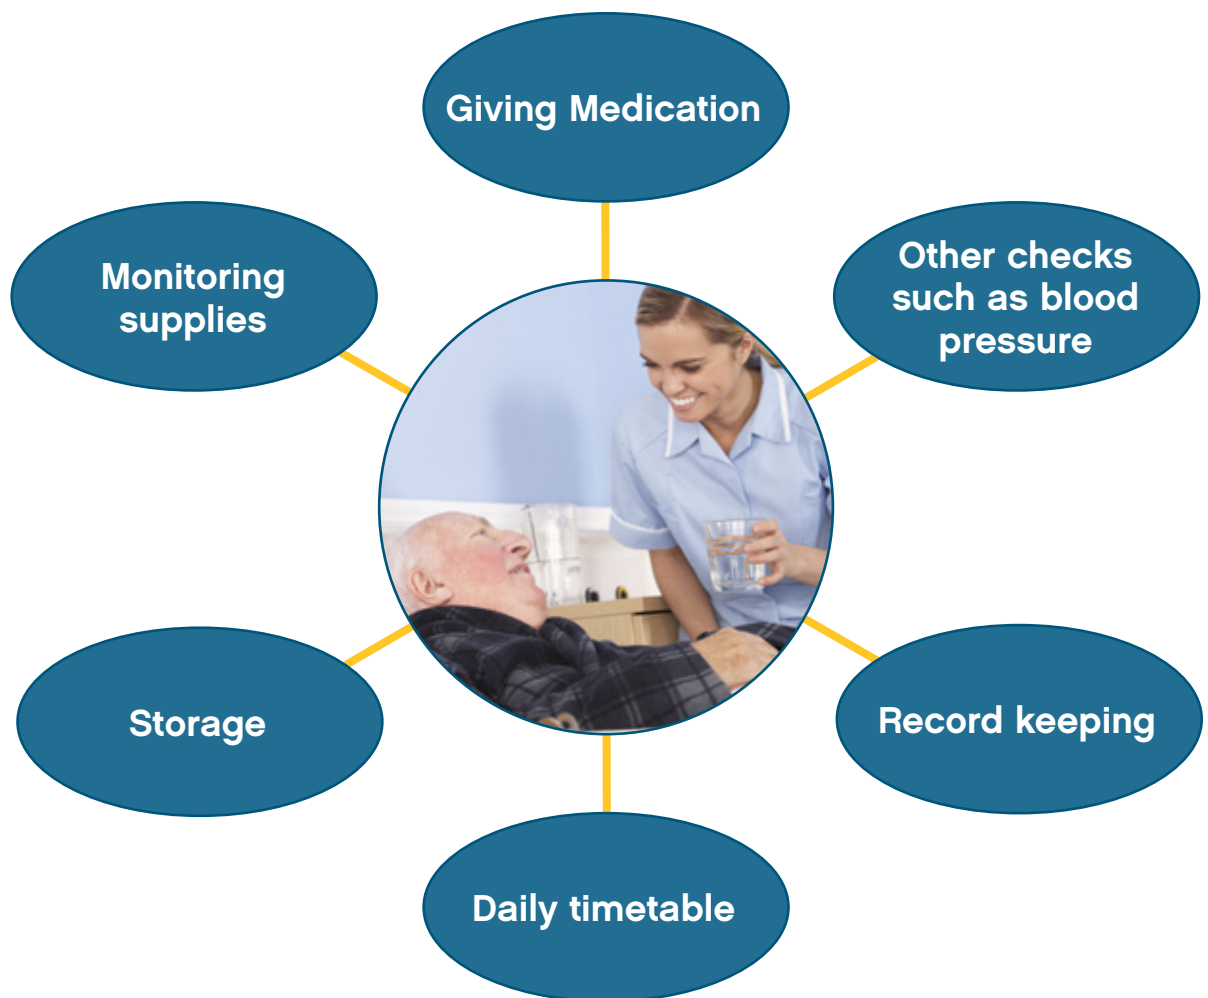 Giving Medication
Monitoring
supplies
Other checks
such as blood
pressure
Storage
Record keeping
Daily timetable